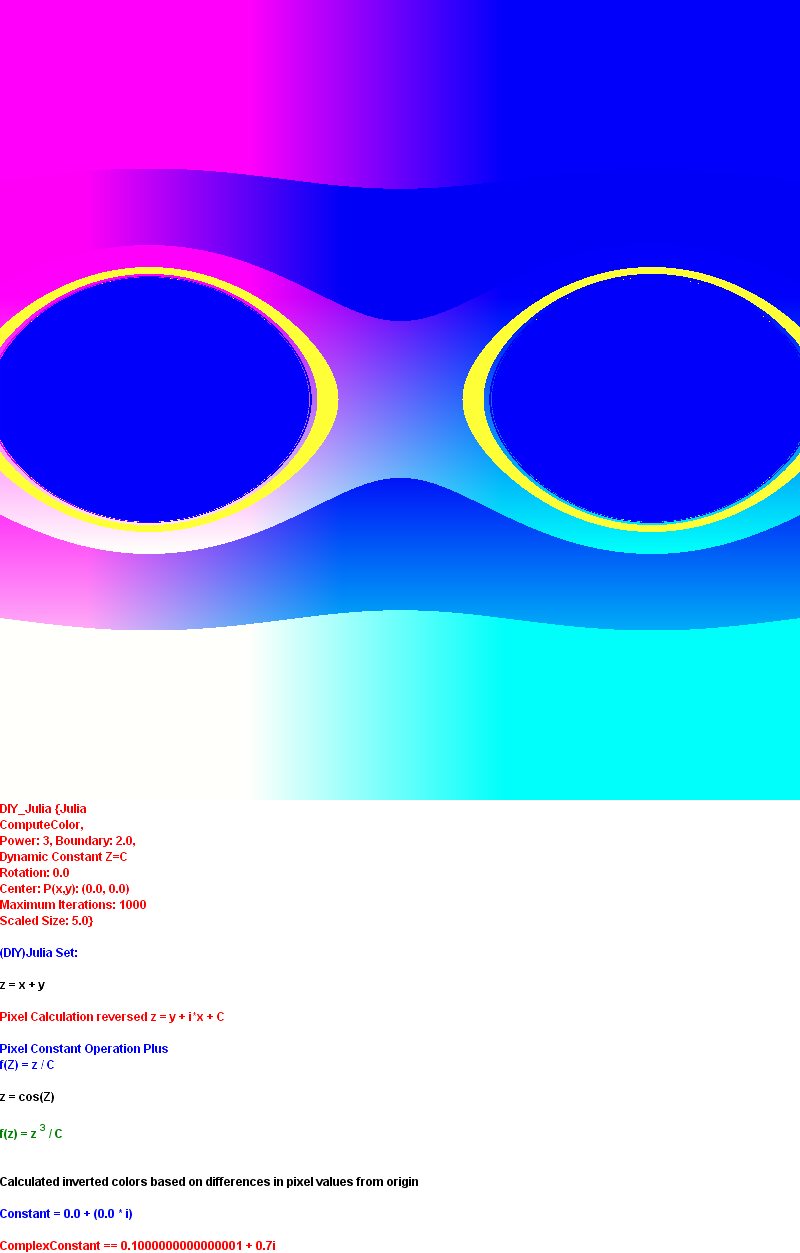 DIY_Julia {Julia
ComputeColor,
Power: 3, Boundary: 2.0,
Dynamic Constant Z=C
Rotation: 0.0
Center: P(x,y): (0.0, 0.0)
Maximum Iterations: 1000
Scaled Size: 5.0}
(DIY)Julia Set:
z = x + y
Pixel Calculation reversed z = y + i*x + C
Pixel Constant Operation Plus
f(Z) = z / C
z = cos(Z)
f(z) = z ³ / C
Calculated inverted colors based on differences in pixel values from origin
Constant = 0.0 + (0.0 * i)
ComplexConstant == 0.1000000000000001 + 0.7i